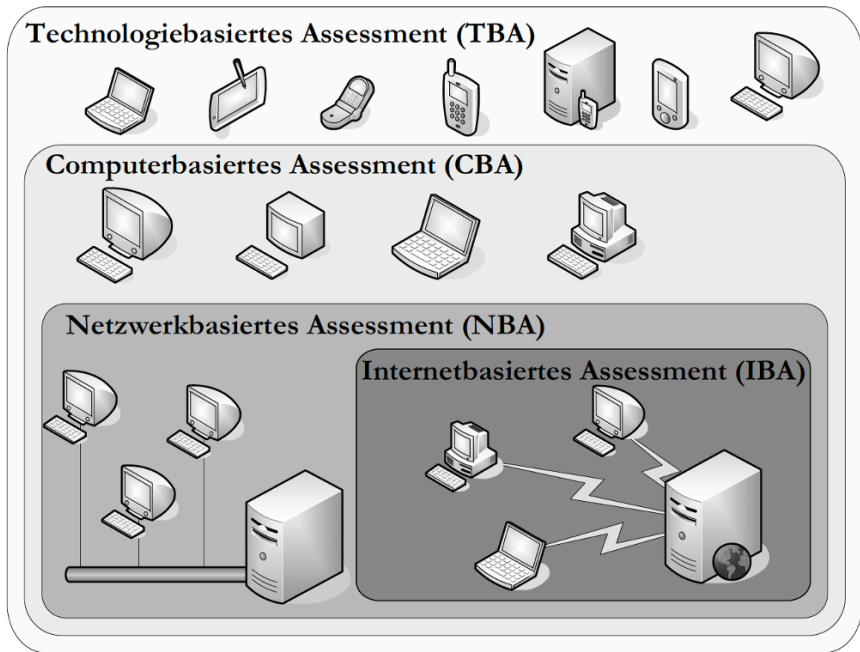 Technologiebasiertes Assessment (TBA)
Computerbasiertes Assessment (CBA)
Netzwerkbasiertes Assessment (NBA)
Internetbasiertes Assessment (IBA)